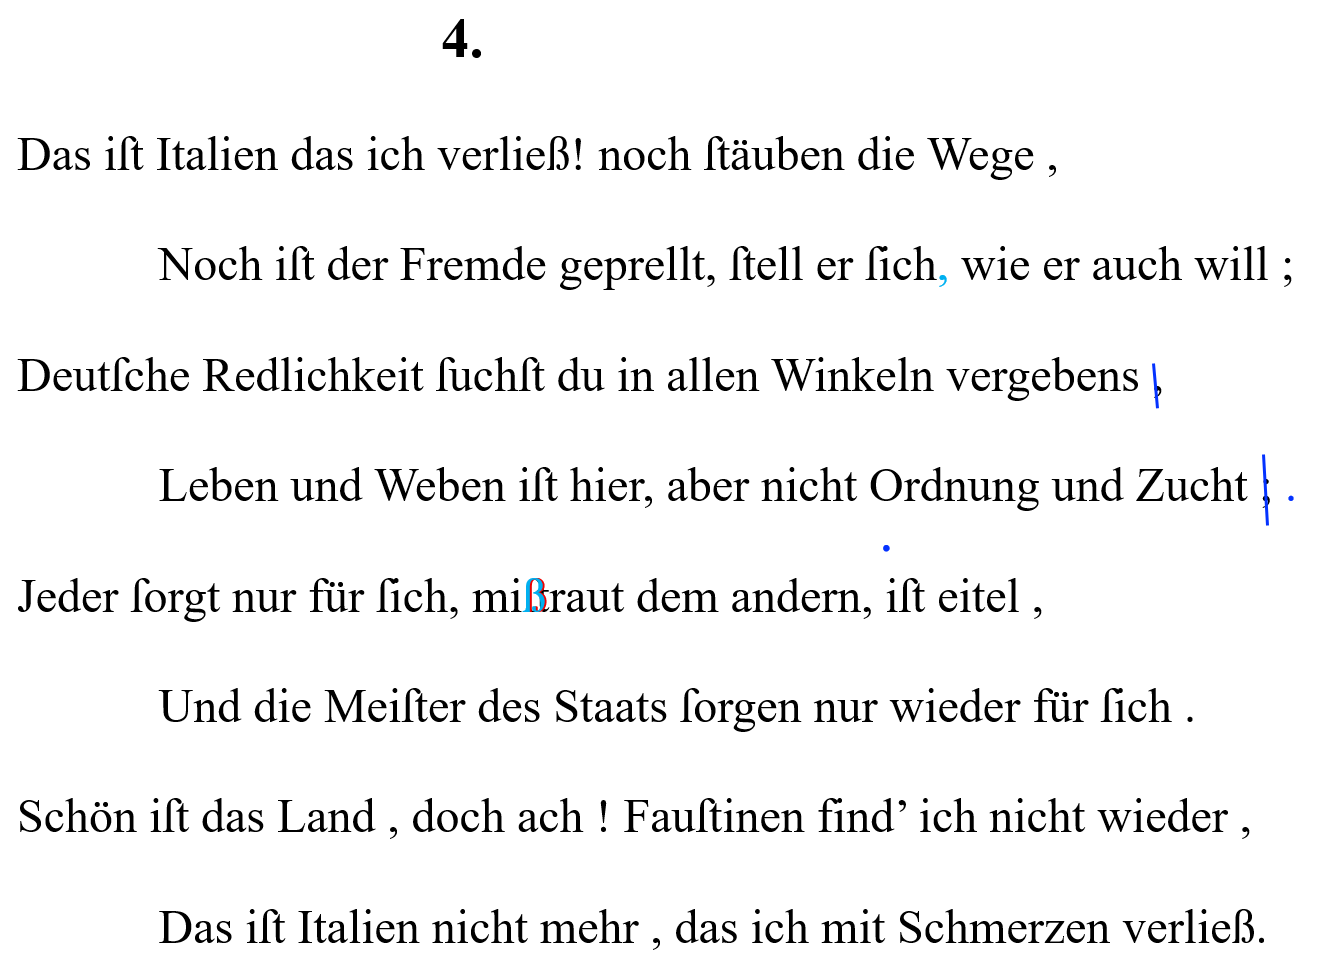 4.
Das iſt Italien das ich verließ! noch ſtäuben die Wege ,
Noch iſt der Fremde geprellt, ſtell er ſich, wie er auch will ;
Deutſche Redlichkeit ſuchſt du in allen Winkeln vergebens ,
Leben und Weben iſt hier, aber nicht Ordnung und Zucht ; .
.
Jeder ſorgt nur für ſich, mißtraut dem andern, iſt eitel ,
Und die Meiſter des Staats ſorgen nur wieder für ſich .
Schön iſt das Land , doch ach ! Fauſtinen find’ ich nicht wieder ,
Das iſt Italien nicht mehr , das ich mit Schmerzen verließ.